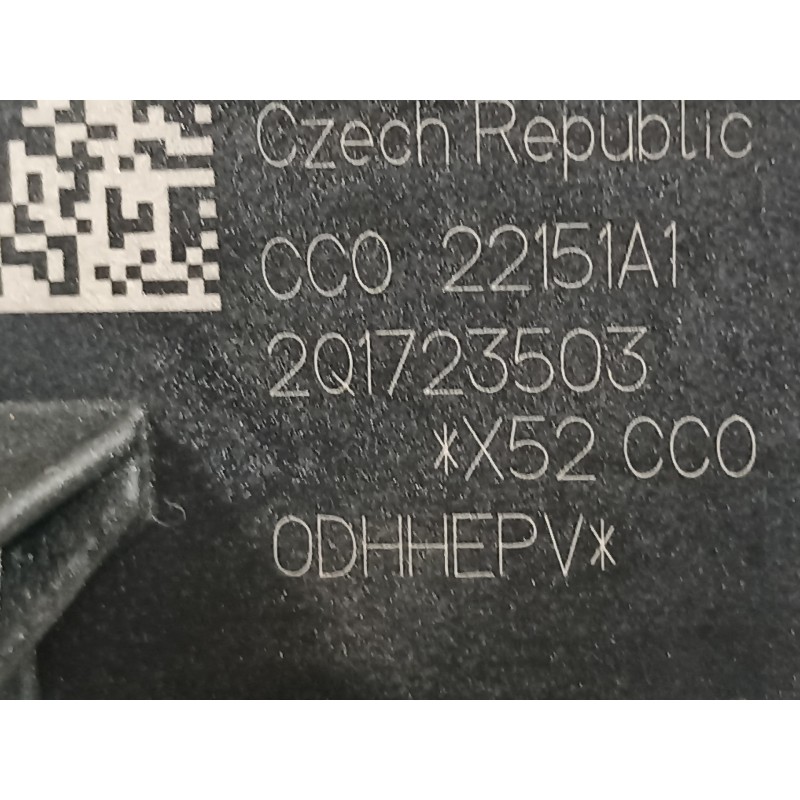 Czech Republic
CC0 22151A1
2Q1723503
*X52 CC0
0DHHEPV*